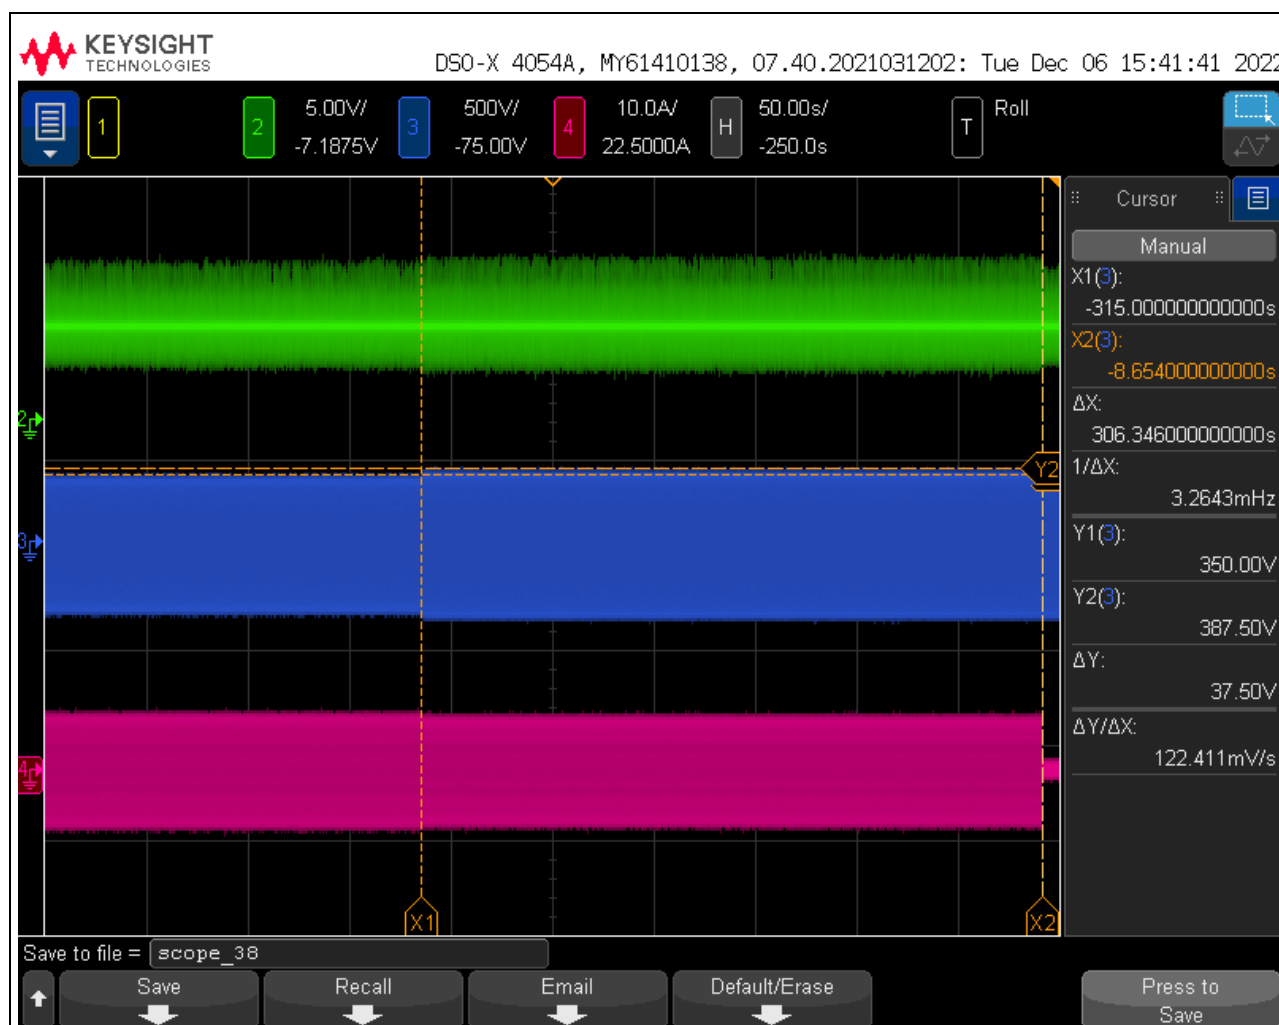 KEYSIGHT
TECHNOLOGIES
DSO-X 4054A, MY61410138, 07.40.2021031202: Tue Dec 06 15:41:41 2022
1
2
5.00V/
-7.1875V
3
500V/
-75.00V
4
10.0A/
22.5000A
H
50.00s/
-250.0s
T
Roll
Cursor
Manual
X1(3):
-315.000000000000s
X2(3):
-8.654000000000s
ΔX:
306.346000000000s
1/ΔX:
3.2643mHz
Y1(3):
350.00V
Y2(3):
387.50V
ΔY:
37.50V
ΔY/ΔX:
122.411mV/s
2
3
4
Y2
X1
X2
Save to file = scope_38
Save
Recall
Email
Default/Erase
Press to
Save